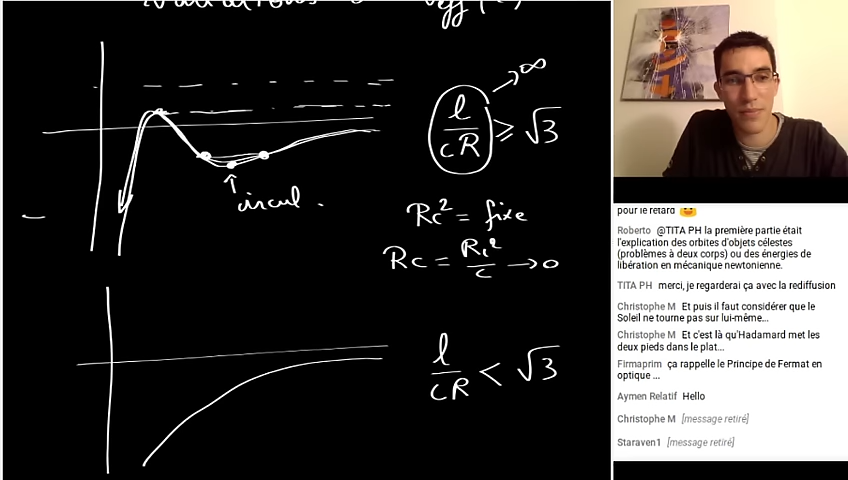 l/cR ≥ √3
→ ∞
circul.
Rc² = fixe
Rc = Rc²/c → 0
l/cR < √3
pour le retard
Roberto @TITA PH la première partie était
l'explication des orbites d'objets célestes
(problèmes à deux corps) ou des énergies de
libération en mécanique newtonienne.
TITA PH merci, je regarderai ça avec la rediffusion
Christophe M Et puis il faut considérer que le
Soleil ne tourne pas sur lui-même...
Christophe M Et c'est là qu'Hadamard met les
deux pieds dans le plat...
Firmaprim ça rappelle le Principe de Fermat en
optique ...
Aymen Relatif Hello
Christophe M [message retiré]
Staraven1 [message retiré]